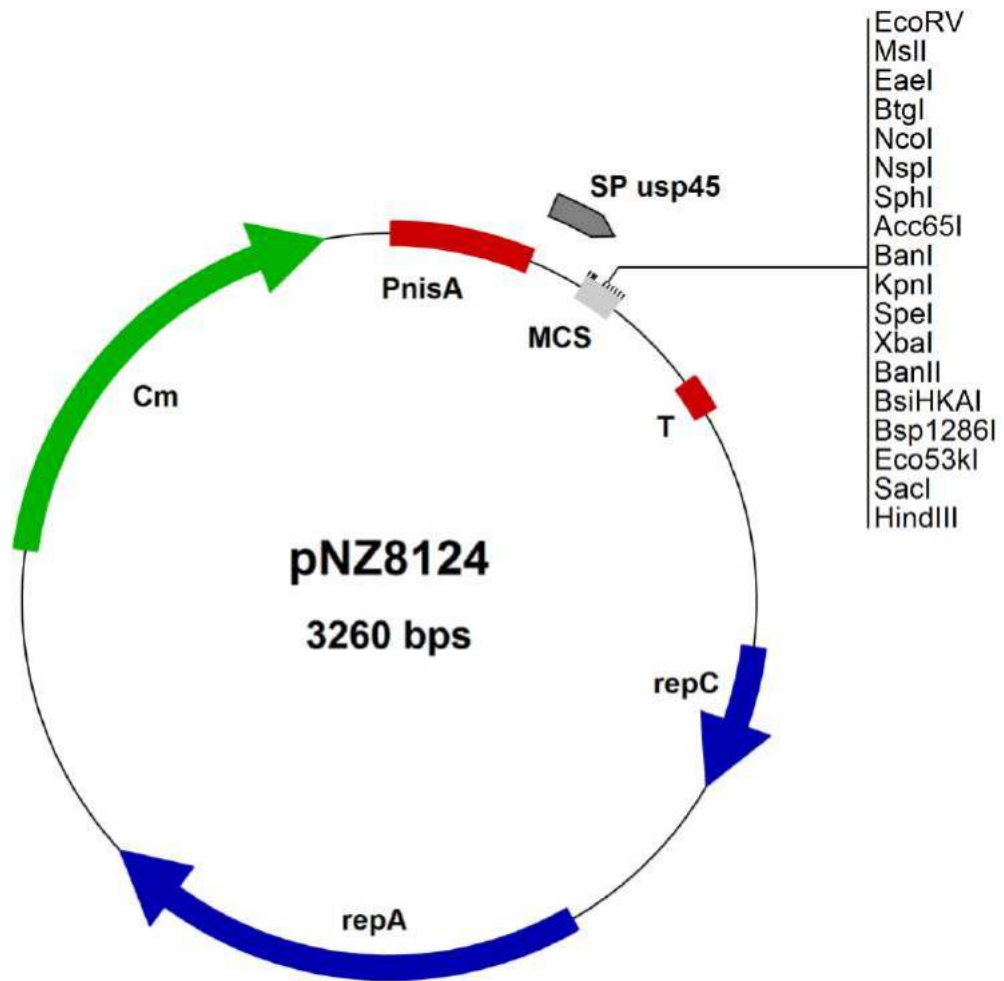 EcoRV
MslI
EaeI
BtgI
NcoI
NspI
SphI
Acc65I
BanI
KpnI
SpeI
XbaI
BanII
BsiHKAI
Bsp1286I
Eco53kI
SacI
HindIII
SP usp45
PnisA
MCS
Cm
T
pNZ8124
3260 bps
repC
repA